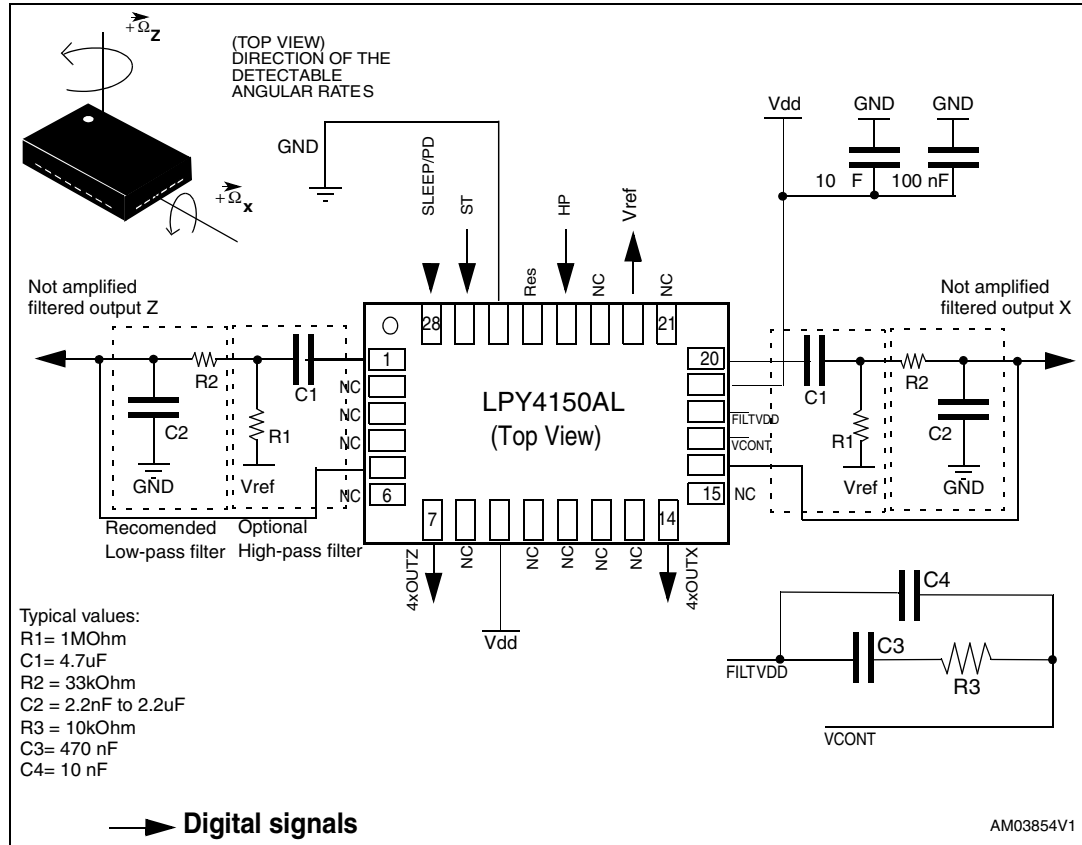 +Ω Z
(TOP VIEW)
DIRECTION OF THE
DETECTABLE
ANGULAR RATES
+Ω x
GND
SLEEP/PD
ST
HP
Vref
Vdd
GND
GND
10 F
100 nF
Res
NC
NC
Not amplified
filtered output Z
Not amplified
filtered output X
28
21
1
20
R2
C1
C1
R2
NC
NC
NC
NC
C2
R1
R1
C2
LPY4150AL
(Top View)
FILTVDD
VCONT
GND
Vref
Vref
GND
6
15
NC
7
14
Recomended
Low-pass filter
Optional
High-pass filter
4xOUTZ
NC
NC
NC
NC
NC
4xOUTX
Vdd
C4
C3
R3
FILTVDD
VCONT
Typical values:
R1= 1MOhm
C1= 4.7uF
R2 = 33kOhm
C2 = 2.2nF to 2.2uF
R3 = 10kOhm
C3= 470 nF
C4= 10 nF
Digital signals
AM03854V1